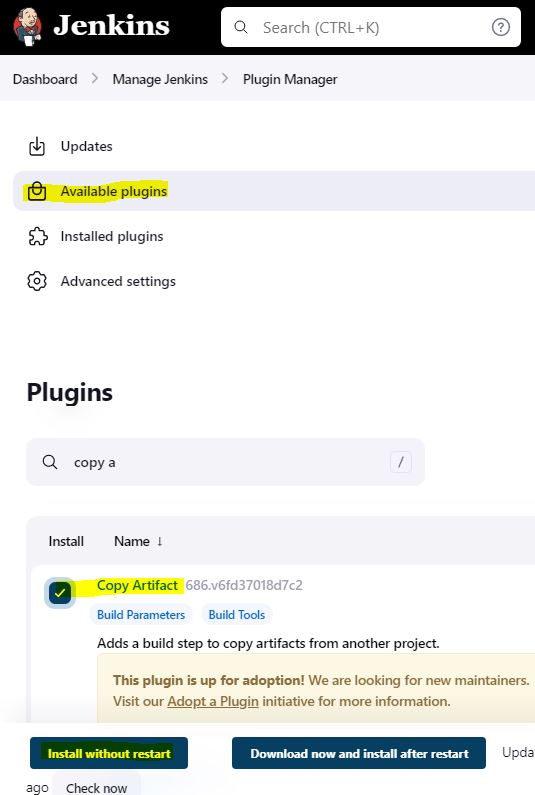 Jenkins
Search (CTRL+K)
Dashboard > Manage Jenkins > Plugin Manager
Updates
Available plugins
Installed plugins
Advanced settings
Plugins
copy a /
Install Name ↓
Copy Artifact 686.v6fd37018d7c2
Build Parameters Build Tools
Adds a build step to copy artifacts from another project.
This plugin is up for adoption! We are looking for new maintainers.
Visit our Adopt a Plugin initiative for more information.
Install without restart Download now and install after restart Upda
ago Check now